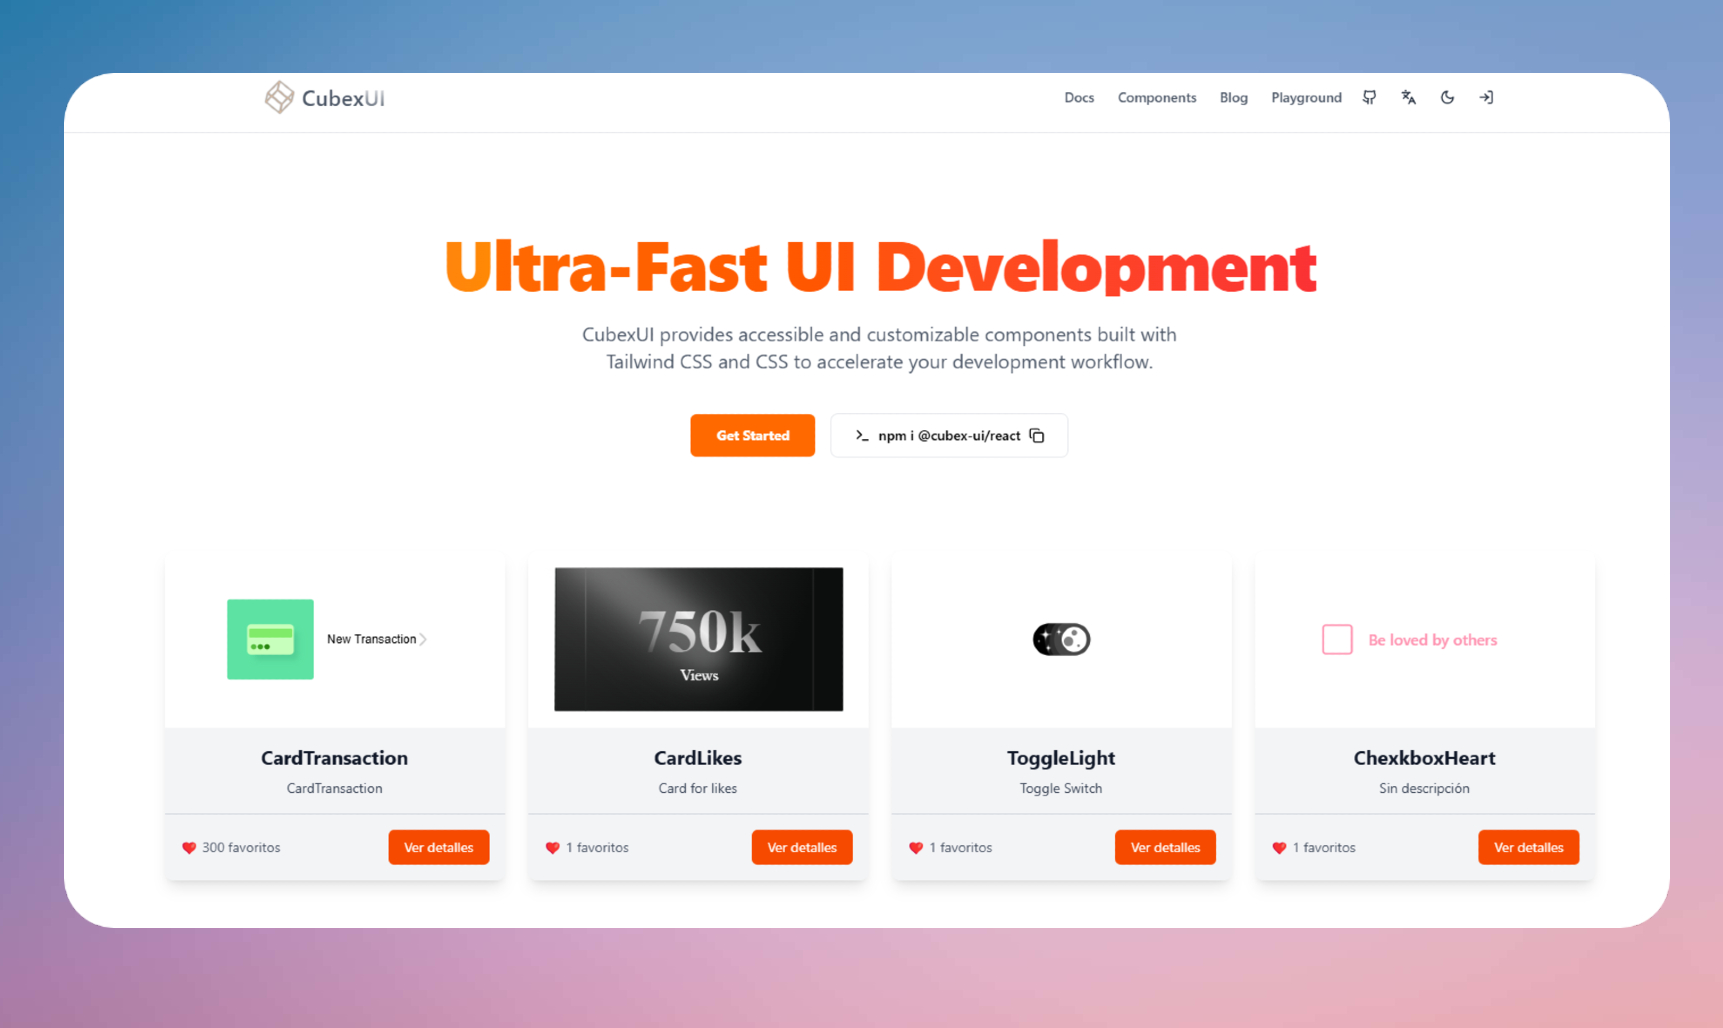 CubexUI
Docs
Components
Blog
Playground
Ultra-Fast UI Development
CubexUI provides accessible and customizable components built with
Tailwind CSS and CSS to accelerate your development workflow.
Get Started
npm i @cubex-ui/react
New Transaction
CardTransaction
CardTransaction
300 favoritos
Ver detalles
750k
Views
CardLikes
Card for likes
1 favoritos
Ver detalles
ToggleLight
Toggle Switch
1 favoritos
Ver detalles
Be loved by others
ChexkboxHeart
Sin descripción
1 favoritos
Ver detalles